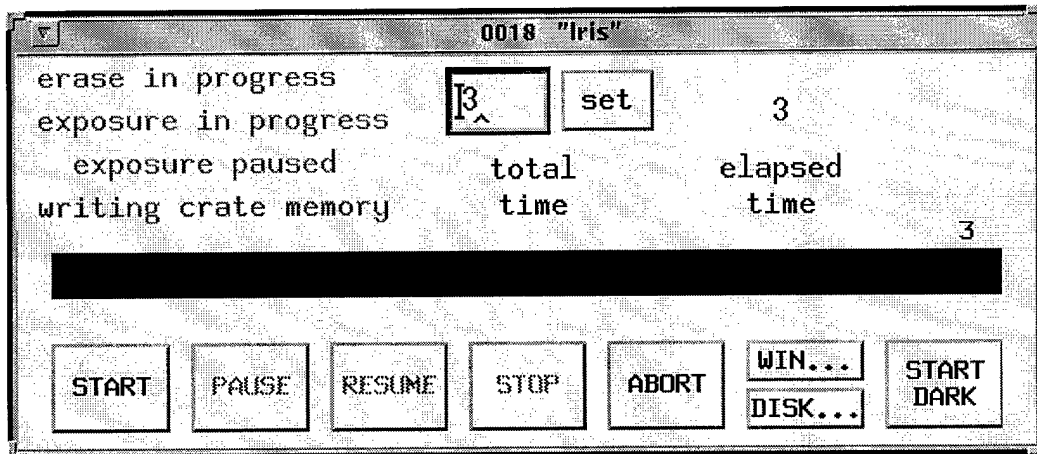 0018 "Iris"
erase in progress
exposure in progress
exposure paused
writing crate memory
3 set 3
total time
elapsed time
3
START PAUSE RESUME STOP ABORT WIN... DISK... START DARK